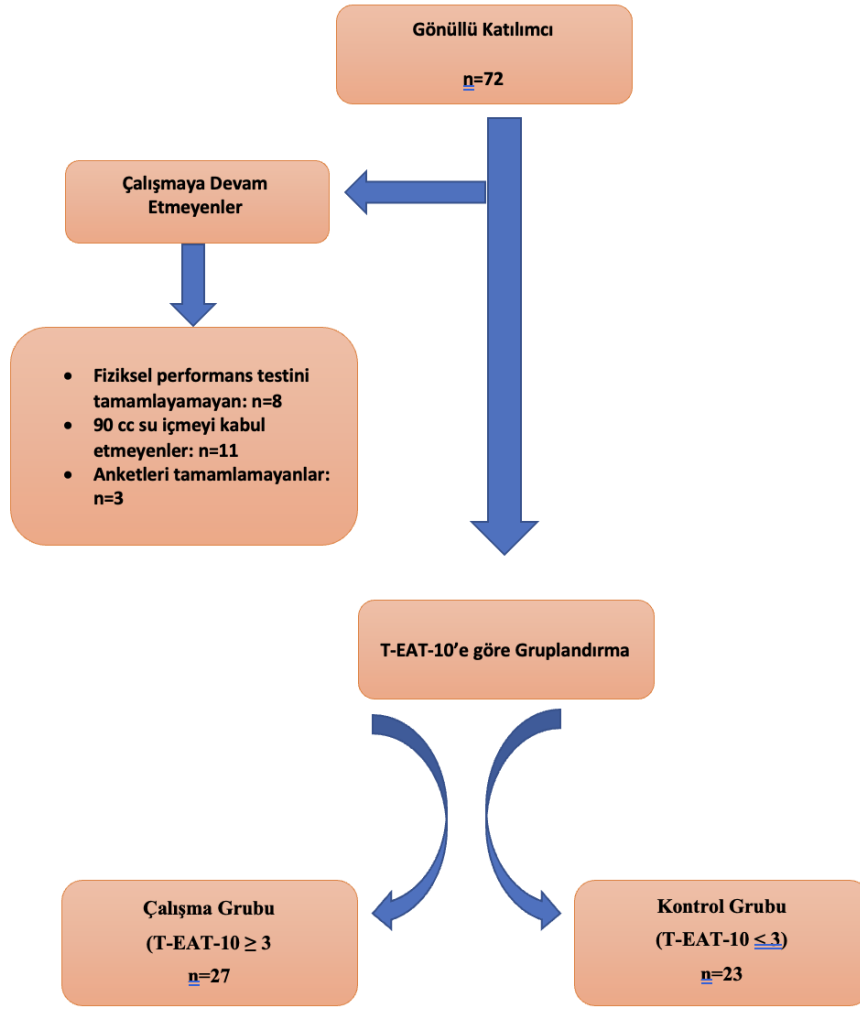 Gönüllü Katılımcı
n=72
Çalışmaya Devam
Etmeyenler
• Fiziksel performans testini
tamamlayamayan: n=8
• 90 cc su içmeyi kabul
etmeyenler: n=11
• Anketleri tamamlamayanlar:
n=3
T-EAT-10’e göre Gruplandırma
Çalışma Grubu
(T-EAT-10 ≥ 3
n=27
Kontrol Grubu
(T-EAT-10 < 3)
n=23